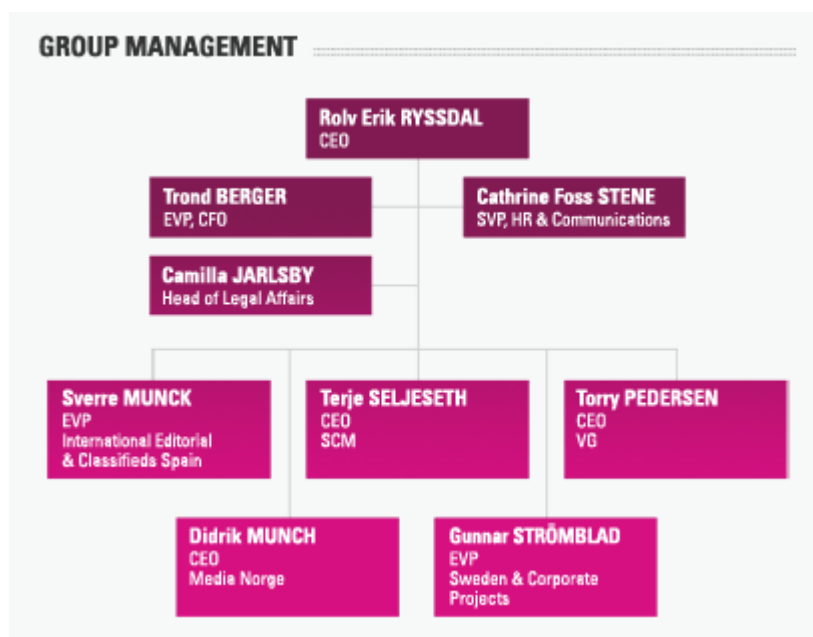 GROUP MANAGEMENT
Rolv Erik RYSSDAL
CEO
Trond BERGER
EVP, CFO
Cathrine Foss STENE
SVP, HR & Communications
Camilla JARLSBY
Head of Legal Affairs
Sverre MUNCK
EVP
International Editorial
& Classifieds Spain
Terje SELJESETH
CEO
SCM
Torry PEDERSEN
CEO
VG
Didrik MUNCH
CEO
Media Norge
Gunnar STRÖMBLAD
EVP
Sweden & Corporate
Projects